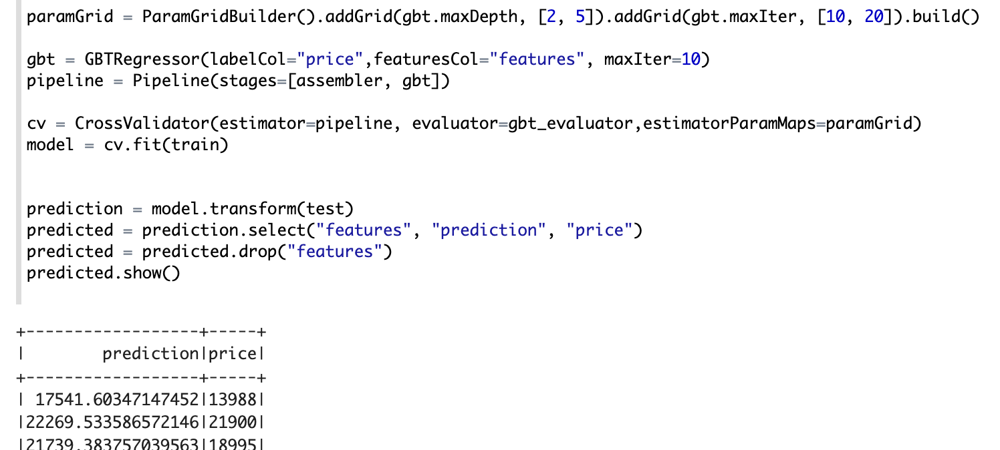 paramGrid = ParamGridBuilder().addGrid(gbt.maxDepth, [2, 5]).addGrid(gbt.maxIter, [10, 20]).build()
gbt = GBTRegressor(labelCol="price",featuresCol="features", maxIter=10)
pipeline = Pipeline(stages=[assembler, gbt])
cv = CrossValidator(estimator=pipeline, evaluator=gbt_evaluator,estimatorParamMaps=paramGrid)
model = cv.fit(train)
prediction = model.transform(test)
predicted = prediction.select("features", "prediction", "price")
predicted = predicted.drop("features")
predicted.show()
+------------------+-----+
|        prediction|price|
+------------------+-----+
| 17541.60347147452|13988|
|22269.533586572146|21900|
|21739.383757039563|18995|